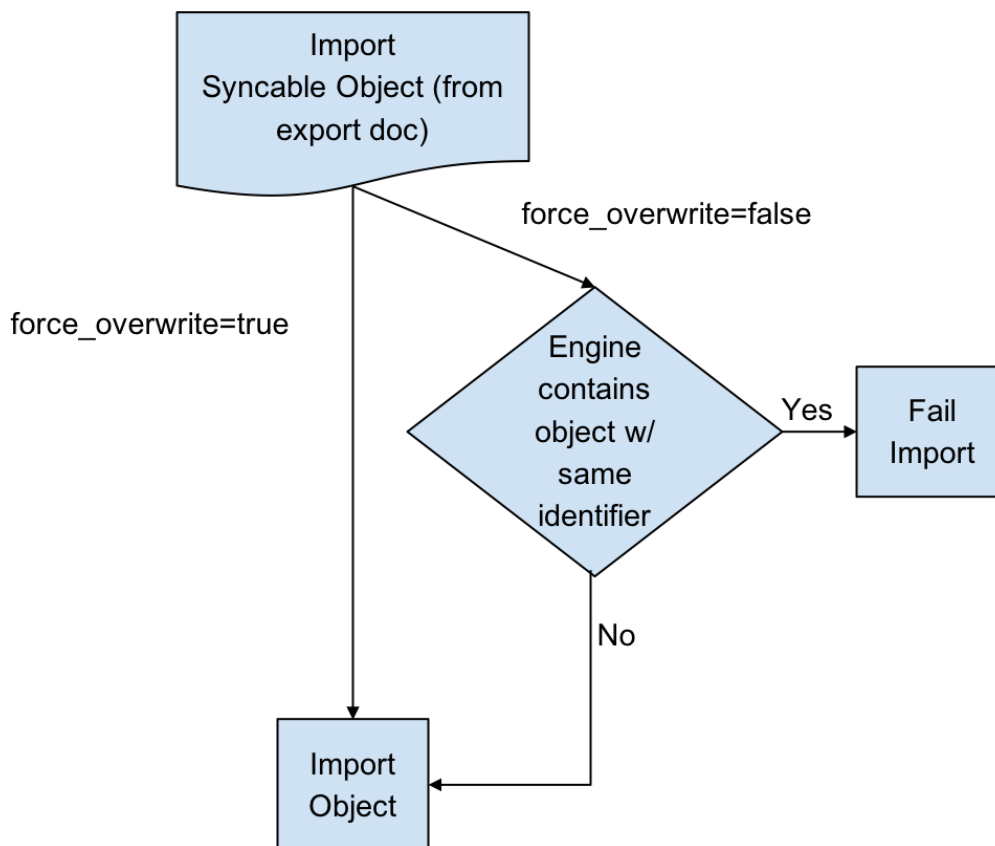 Import
Syncable Object (from
export doc)
force_overwrite=false
force_overwrite=true
Engine
contains
object w/
same
identifier
Yes
Fail
Import
No
Import
Object